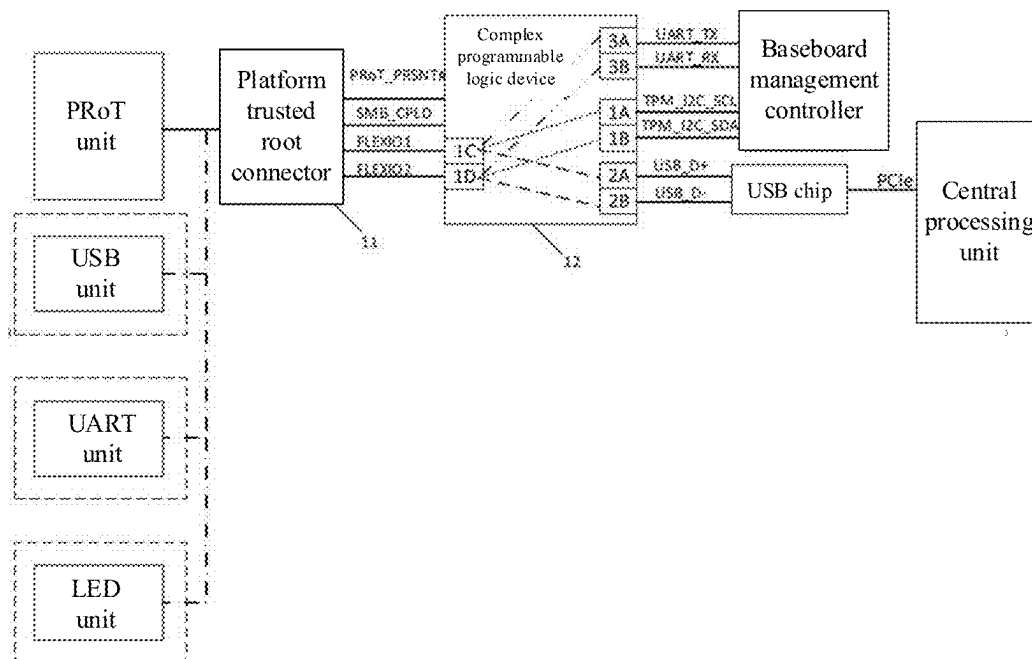 PRoT
unit
USB
unit
UART
unit
LED
unit
Platform
trusted
root
connector
11
PRoT_PRSNTN
SMB_CPLD
FLEXIO1
FLEXIO2
Complex
programmable
logic device
1C
1D
3A
3B
1A
1B
2A
2B
12
UART_TX
UART_RX
TPM_I2C_SCL
TPM_I2C_SDA
USB_D+
USB_D-
Baseboard
management
controller
USB chip
PCIe
Central
processing
unit